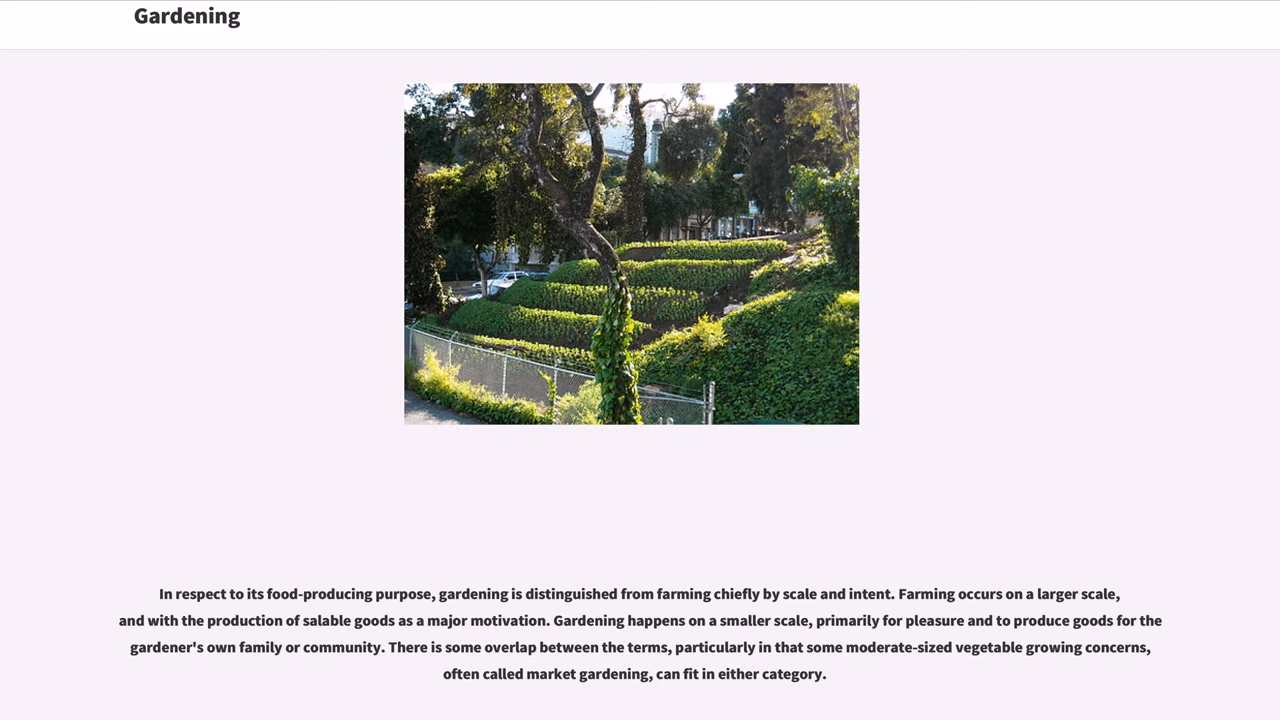 Gardening
In respect to its food-producing purpose, gardening is distinguished from farming chiefly by scale and intent. Farming occurs on a larger scale,
and with the production of salable goods as a major motivation. Gardening happens on a smaller scale, primarily for pleasure and to produce goods for the
gardener's own family or community. There is some overlap between the terms, particularly in that some moderate-sized vegetable growing concerns,
often called market gardening, can fit in either category.